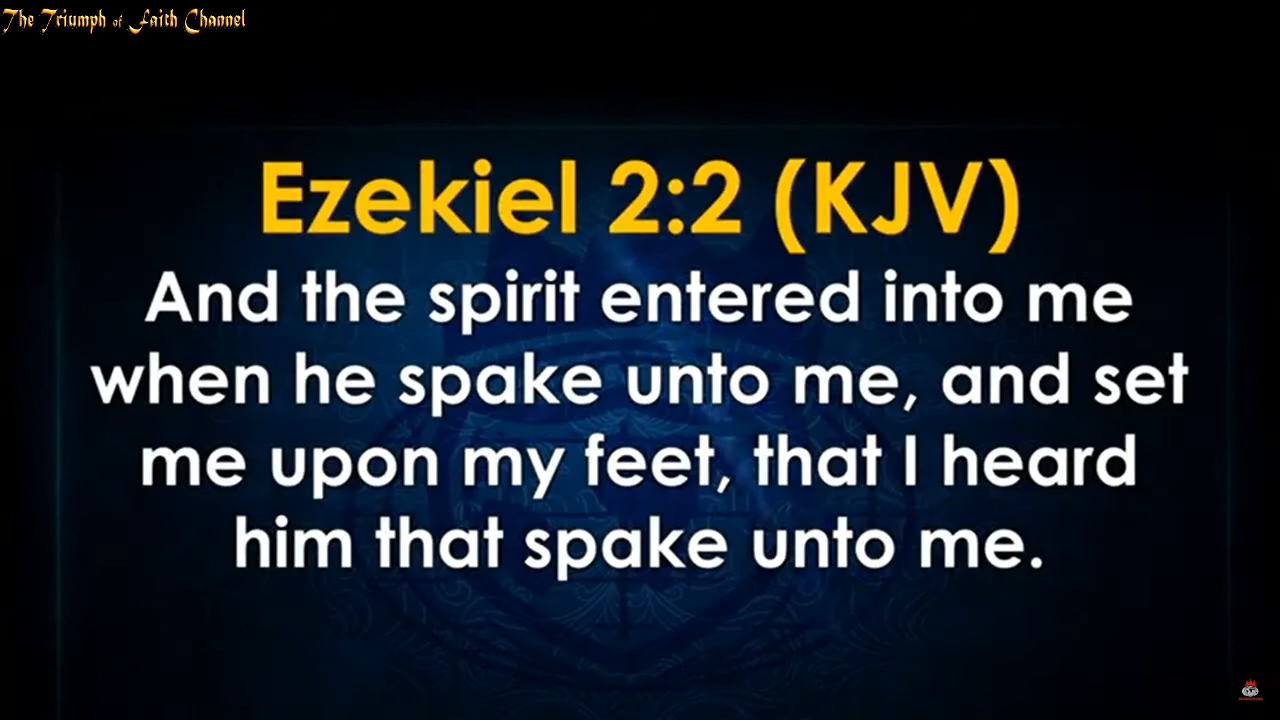 The Triumph of Faith Channel
Ezekiel 2:2 (KJV)
And the spirit entered into me
when he spake unto me, and set
me upon my feet, that I heard
him that spake unto me.